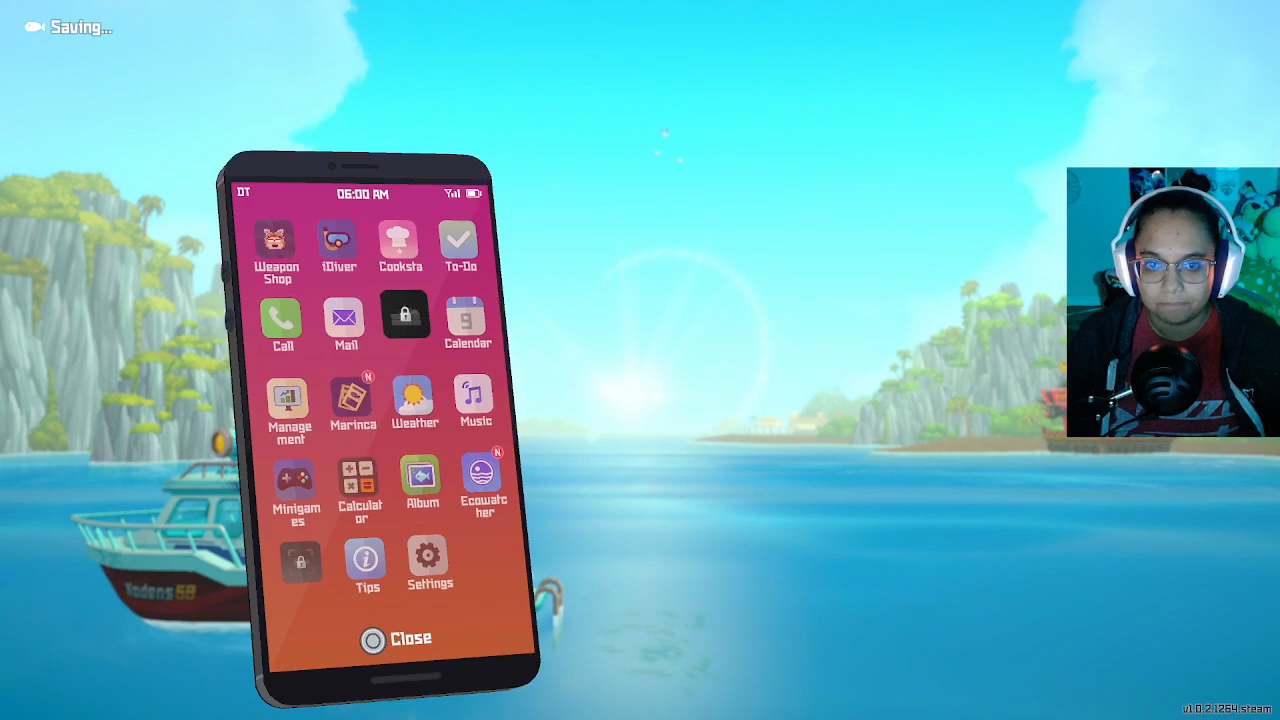 Saving...
DT
06:00 AM
Weapon
Shop
iDiver
Cooksta
To-Do
Call
Mail
9
Calendar
Manage
ment
N
Marinca
Weather
Music
Minigam
es
Calculat
or
Album
N
Ecowatc
her
Tips
Settings
Close
v1.0.2.1264.steam